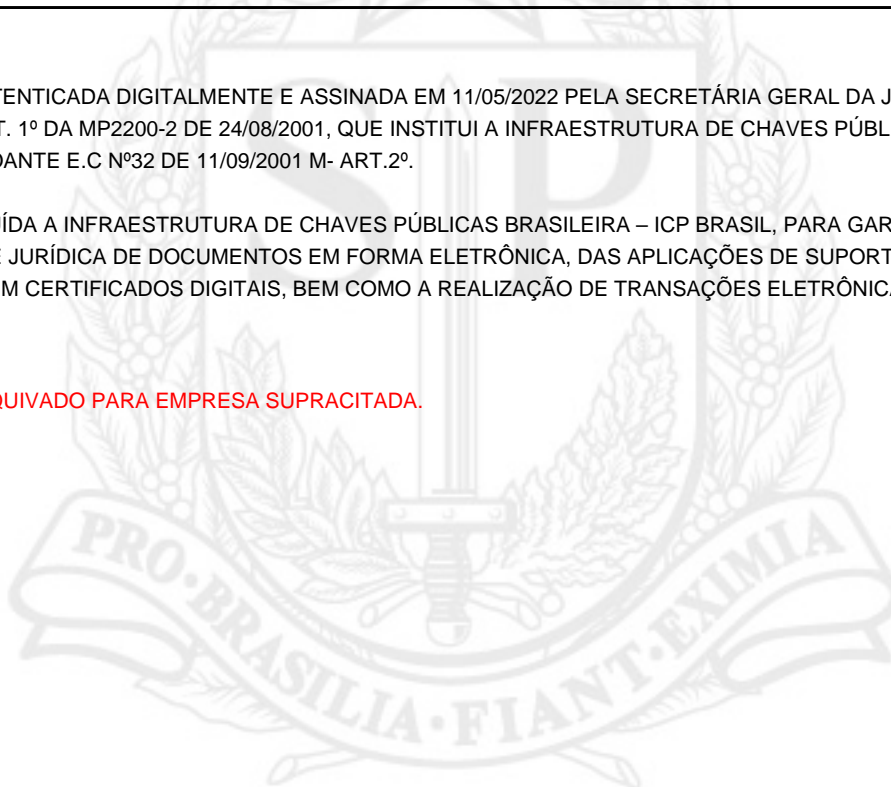 TENTICADA DIGITALMENTE E ASSINADA EM 11/05/2022 PELA SECRETÁRIA GERAL DA J
T. 1º DA MP2200-2 DE 24/08/2001, QUE INSTITUI A INFRAESTRUTURA DE CHAVES PÚBL
DANTE E.C Nº32 DE 11/09/2001 M- ART.2º.
ÍDA A INFRAESTRUTURA DE CHAVES PÚBLICAS BRASILEIRA – ICP BRASIL, PARA GAR
E JURÍDICA DE DOCUMENTOS EM FORMA ELETRÔNICA, DAS APLICAÇÕES DE SUPORT
M CERTIFICADOS DIGITAIS, BEM COMO A REALIZAÇÃO DE TRANSAÇÕES ELETRÔNICA
QUIVADO PARA EMPRESA SUPRACITADA.
SP
PRO·BRASILIA·FIANT·EXIMIA